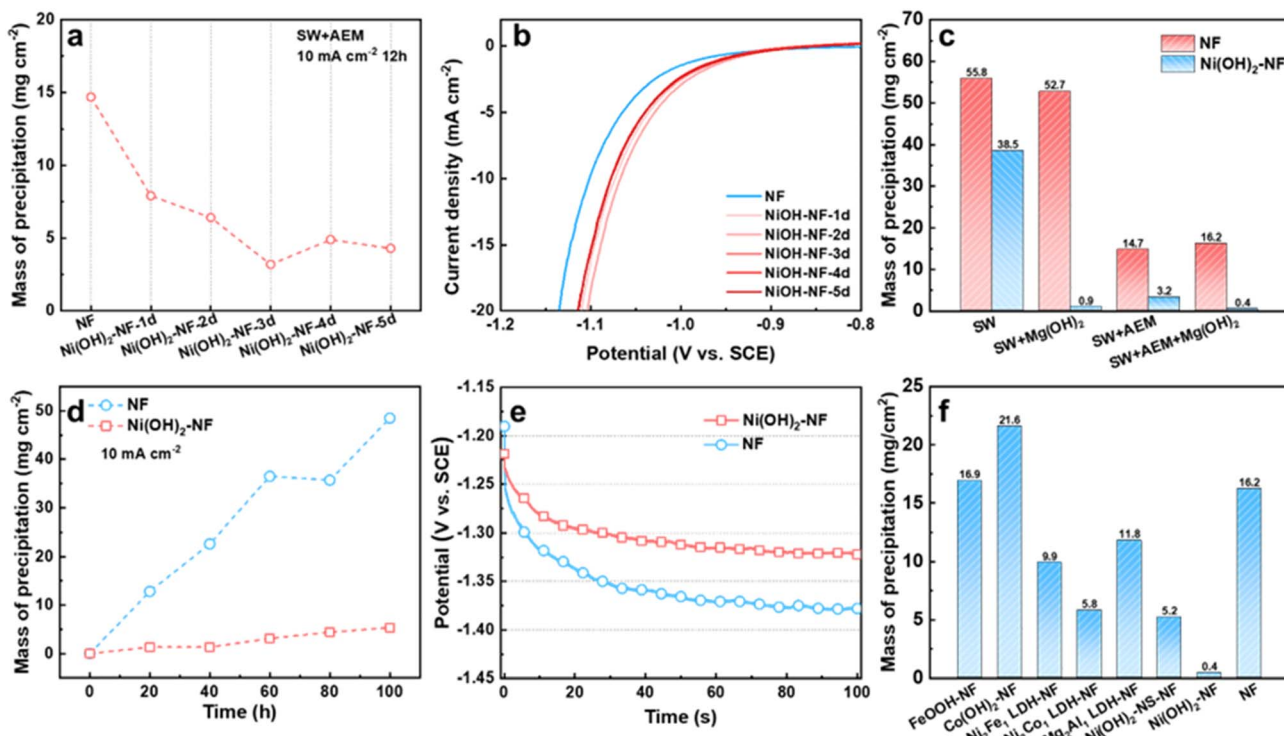 a
SW+AEM
10 mA cm⁻² 12h
Mass of precipitation (mg cm⁻²)
20
15
10
5
0
NF
Ni(OH)₂-NF-1d
Ni(OH)₂-NF-2d
Ni(OH)₂-NF-3d
Ni(OH)₂-NF-4d
Ni(OH)₂-NF-5d
b
Current density (mA cm⁻²)
0
-5
-10
-15
-20
NF
NiOH-NF-1d
NiOH-NF-2d
NiOH-NF-3d
NiOH-NF-4d
NiOH-NF-5d
-1.2 -1.1 -1.0 -0.9 -0.8
Potential (V vs. SCE)
c
Mass of precipitation (mg cm⁻²)
70
60
50
40
30
20
10
0
NF
Ni(OH)₂-NF
55.8
38.5
52.7
0.9
14.7
3.2
16.2
0.4
SW
SW+Mg(OH)₂
SW+AEM
SW+AEM+Mg(OH)₂
d
NF
Ni(OH)₂-NF
10 mA cm⁻²
Mass of precipitation (mg cm⁻²)
50
40
30
20
10
0
0 20 40 60 80 100
Time (h)
e
Ni(OH)₂-NF
NF
Potential (V vs. SCE)
-1.15
-1.20
-1.25
-1.30
-1.35
-1.40
-1.45
0 20 40 60 80 100
Time (s)
f
Mass of precipitation (mg/cm²)
25
20
15
10
5
0
16.9
21.6
9.9
5.8
11.8
5.2
0.4
16.2
FeOOH-NF
Co(OH)₂-NF
LDH-NF
LDH-NF
LDH-NF
Ni(OH)₂-NS-NF
Ni(OH)₂-NF
NF